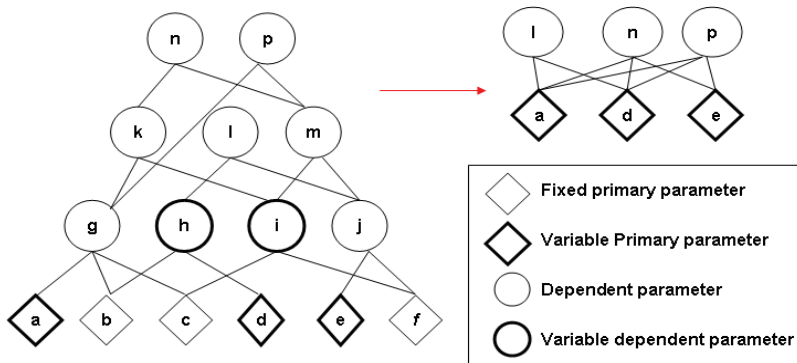 n p
k l m
g h i j
a b c d e f
l n p
a d e
Fixed primary parameter
Variable Primary parameter
Dependent parameter
Variable dependent parameter